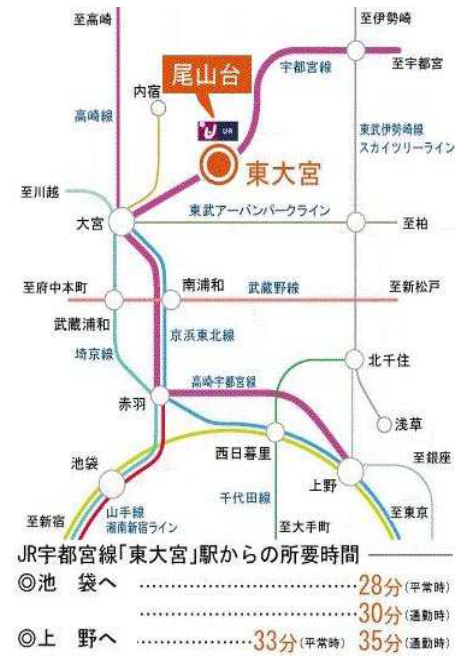 至高崎
至伊勢崎
尾山台
宇都宮線
至宇都宮
内宿
UR
高崎線
東武伊勢崎線
スカイツリーライン
東大宮
至川越
東武アーバンパークライン
大宮
至柏
至府中本町
南浦和
武蔵野線
至新松戸
武蔵浦和
京浜東北線
埼京線
北千住
高崎宇都宮線
赤羽
浅草
西日暮里
池袋
至銀座
上野
千代田線
山手線
湘南新宿ライン
至新宿
至大手町
至東京
JR宇都宮線「東大宮」駅からの所要時間
◎池 袋へ ……………………… 28分(平常時)
……………………… 30分(通勤時)
◎上 野へ ……………… 33分(平常時) 35分(通勤時)